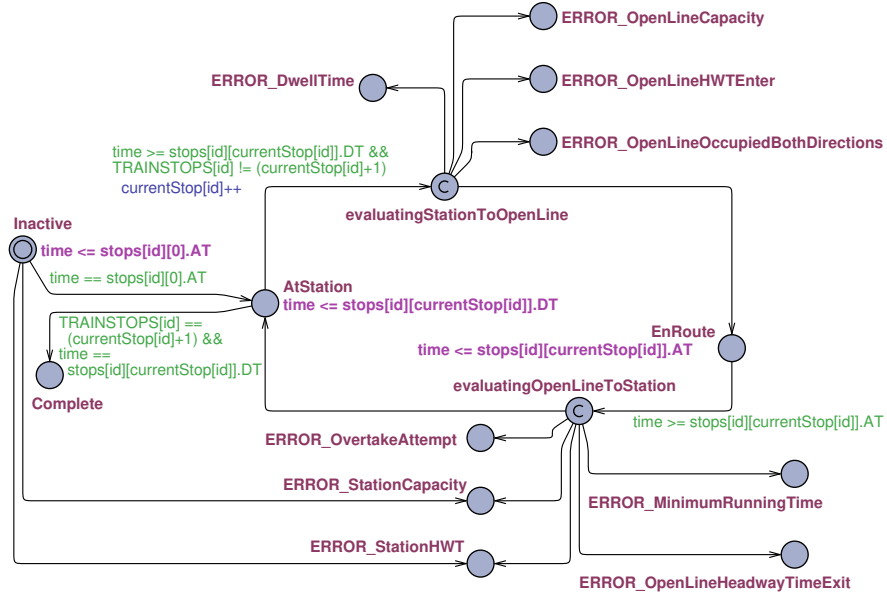 ERROR_OpenLineCapacity
ERROR_DwellTime
ERROR_OpenLineHWTEnter
ERROR_OpenLineOccupiedBothDirections
time >= stops[id][currentStop[id]].DT &&
TRAINSTOPS[id] != (currentStop[id]+1)
currentStop[id]++
C
evaluatingStationToOpenLine
Inactive
time <= stops[id][0].AT
time == stops[id][0].AT
AtStation
time <= stops[id][currentStop[id]].DT
TRAINSTOPS[id] ==
(currentStop[id]+1) &&
time ==
stops[id][currentStop[id]].DT
Complete
EnRoute
time <= stops[id][currentStop[id]].AT
evaluatingOpenLineToStation
C
time >= stops[id][currentStop[id]].AT
ERROR_OvertakeAttempt
ERROR_StationCapacity
ERROR_MinimumRunningTime
ERROR_StationHWT
ERROR_OpenLineHeadwayTimeExit